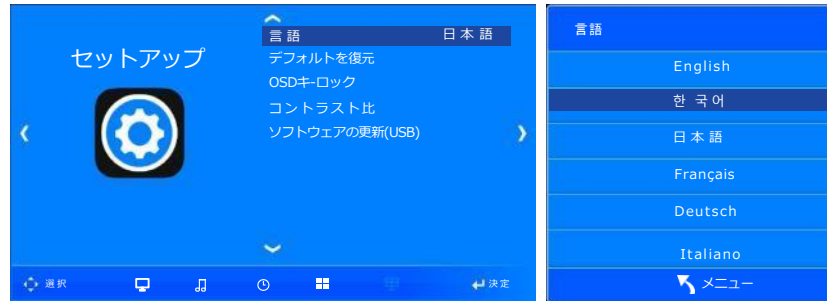 セットアップ
言語 日本語
デフォルトを復元
OSDキーロック
コントラスト比
ソフトウェアの更新(USB)
選択
決定
言語
English
한국어
日本語
Français
Deutsch
Italiano
メニュー